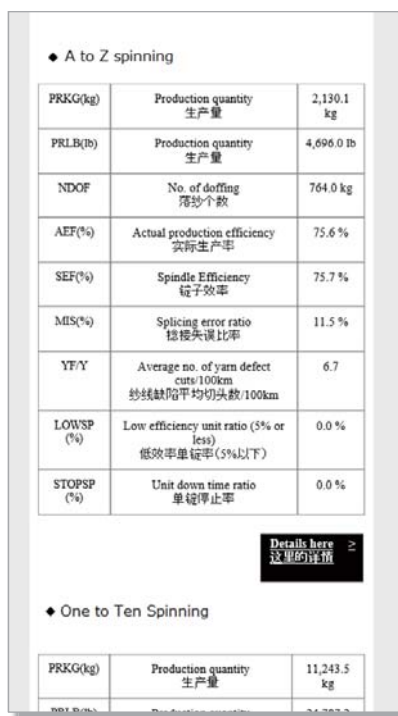 ◆ A to Z spinning
PRKG(kg) Production quantity 2,130.1
生产量 kg
PRLB(lb) Production quantity 4,696.0 lb
生产量
NDOF No. of doffing 764.0 kg
落纱个数
AEF(%) Actual production efficiency 75.6 %
实际生产率
SEF(%) Spindle Efficiency 75.7 %
锭子效率
MIS(%) Splicing error ratio 11.5 %
捻接失误比率
YF/Y Average no. of yarn defect 6.7
cuts/100km
纱线缺陷平均切头数/100km
LOWSP Low efficiency unit ratio (5% or 0.0 %
(%) less)
低效率单锭率(5%以下)
STOPSP Unit down time ratio 0.0 %
(%) 单锭停止率
Details here >
这里的详情
◆ One to Ten Spinning
PRKG(kg) Production quantity 11,243.5
生产量 kg